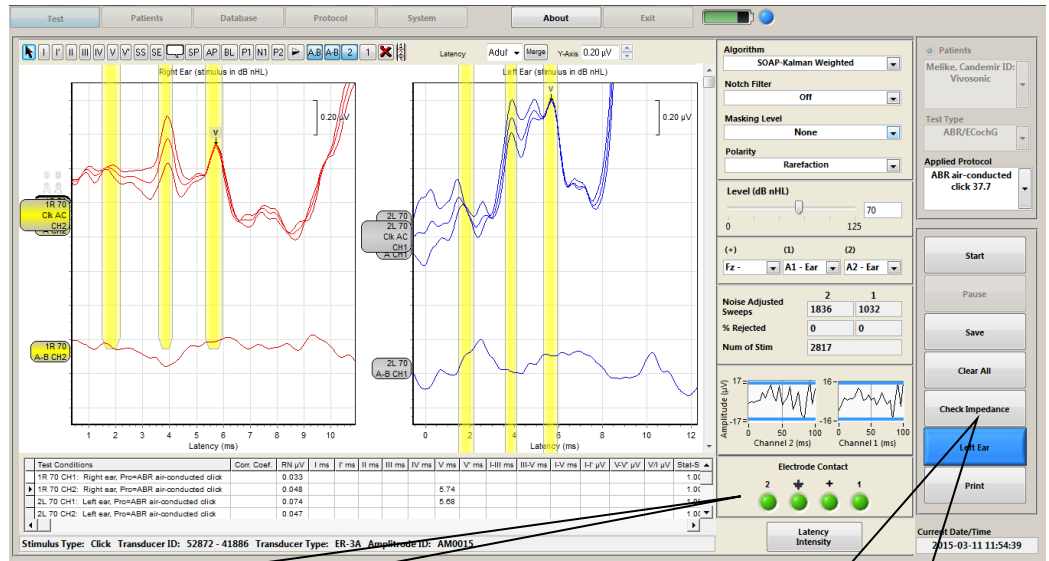 Test Patients Database Protocol System About Exit
I I' II III IV V V' SS SE SP AP BL P1 N1 P2 A,B A-B 2 1
Latency Adult Merge Y-Axis 0.20 µV
Right Ear (stimulus in dB nHL)
V
0.20 µV
1R 70
Clk AC
CH2
A CH2
1R 70
A-B CH2
1 2 3 4 5 6 7 8 9 10
Latency (ms)
Left Ear (stimulus in dB nHL)
V
0.20 µV
2L 70
2L 70
Clk AC
CH1
A CH1
2L 70
A-B CH1
0 2 4 6 8 10 12
Latency (ms)
Test Conditions Corr. Coef. RN µV I ms I' ms II ms III ms IV ms V ms V' ms I-III ms III-V ms I-V ms I-I' µV V-V' µV V/I µV Stat-S
1R 70 CH1: Right ear, Pro=ABR air-conducted click 0.033 1.00
1R 70 CH2: Right ear, Pro=ABR air-conducted click 0.048 5.74 1.00
2L 70 CH1: Left ear, Pro=ABR air-conducted click 0.074 5.68 1.00
2L 70 CH2: Left ear, Pro=ABR air-conducted click 0.047 1.00
Stimulus Type: Click Transducer ID: 52872 - 41886 Transducer Type: ER-3A Amplitrode ID: AM0015
Algorithm
SOAP-Kalman Weighted
Notch Filter
Off
Masking Level
None
Polarity
Rarefaction
Level (dB nHL)
70
0 125
(+) (1) (2)
Fz - A1 - Ear A2 - Ear
2 1
Noise Adjusted
Sweeps 1836 1032
% Rejected 0 0
Num of Stim 2817
Amplitude (µV)
17 -17 0 50 100
Channel 2 (ms)
16 -16 0 50 100
Channel 1 (ms)
Electrode Contact
2 + 1
Latency
Intensity
Patients
Melike, Candemir ID:
Vivosonic
Test Type
ABR/ECochG
Applied Protocol
ABR air-conducted
click 37.7
Start
Pause
Save
Clear All
Check Impedance
Left Ear
Print
Current Date/Time
2015-03-11 11:54:39